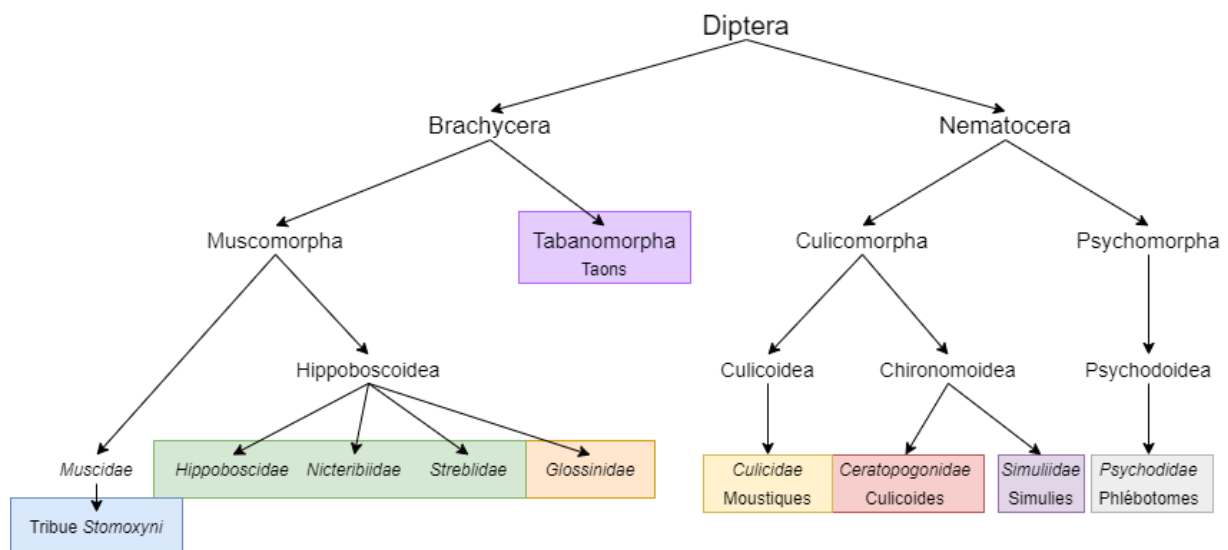 Diptera
Brachycera
Nematocera
Muscomorpha
Tabanomorpha
Taons
Culicomorpha
Psychomorpha
Hippoboscoidea
Culicoidea
Chironomoidea
Psychodoidea
Muscidae
Hippoboscidae
Nicteribiidae
Streblidae
Glossinidae
Culicidae
Moustiques
Ceratopogonidae
Culicoides
Simuliidae
Simulies
Psychodidae
Phlébotomes
Tribue Stomoxyni